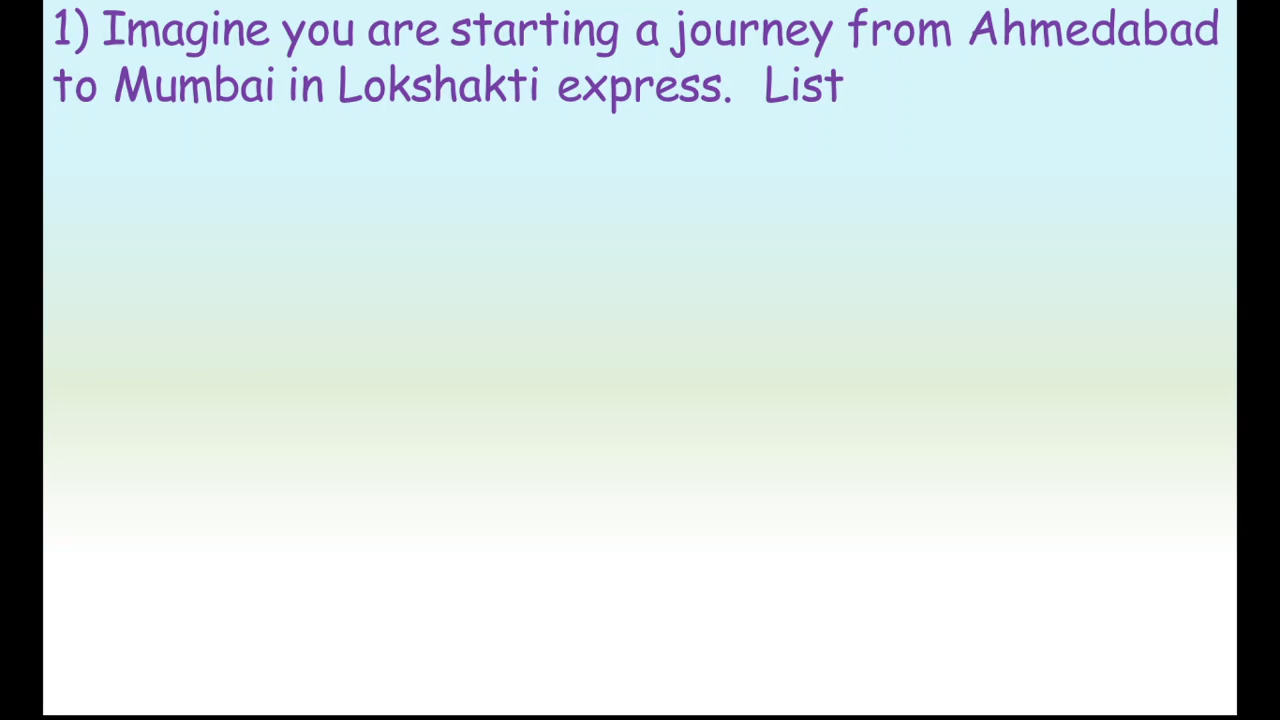 1) Imagine you are starting a journey from Ahmedabad
to Mumbai in Lokshakti express. List